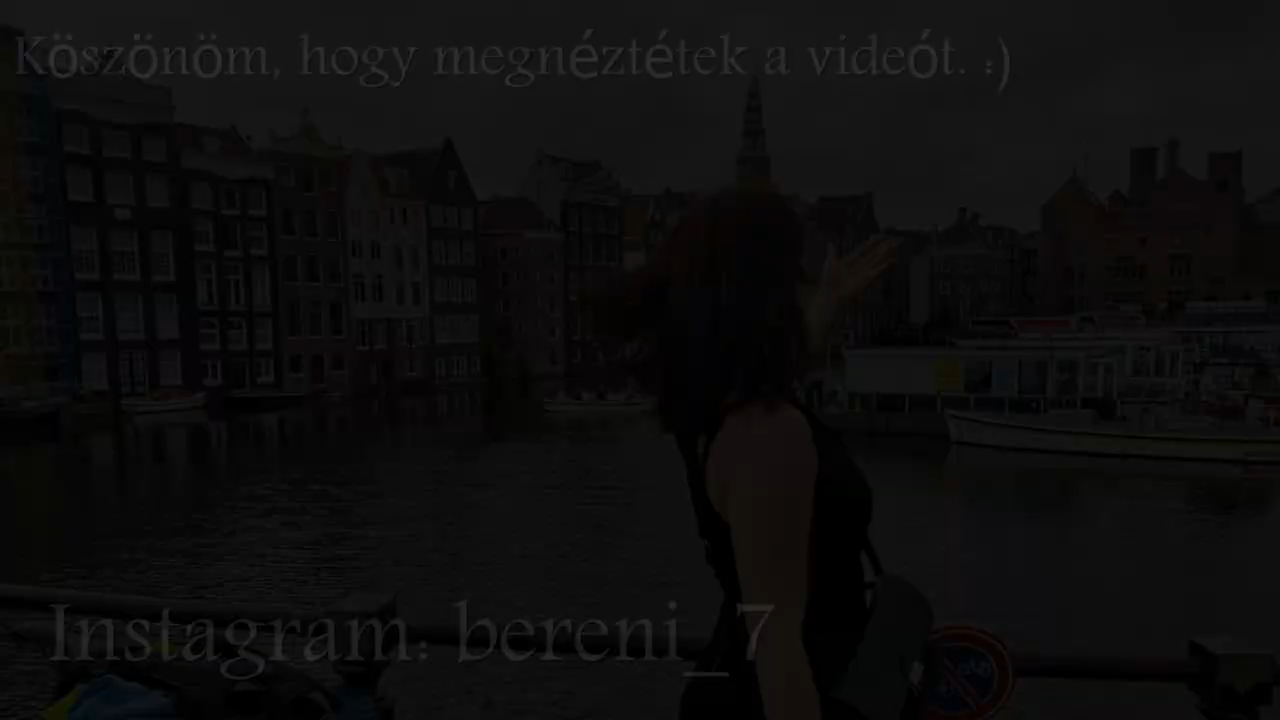 Köszönöm, hogy megnéztétek a videót. :)
Instagram: bereni_7